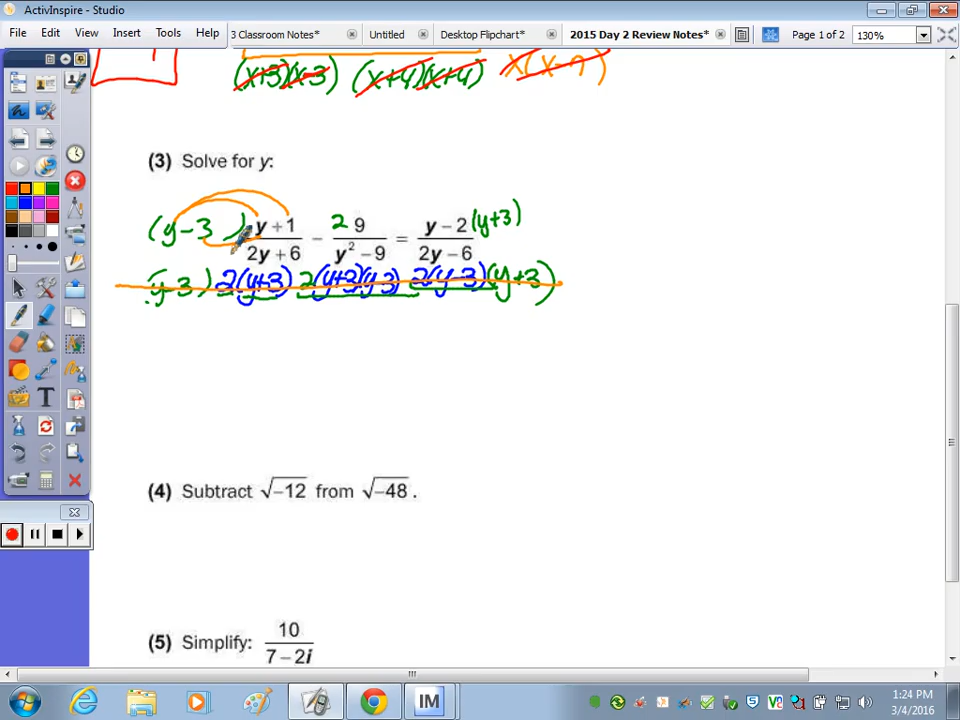 ActivInspire - Studio
File Edit View Insert Tools Help
3 Classroom Notes* Untitled Desktop Flipchart* 2015 Day 2 Review Notes* Page 1 of 2 130%
(x+3)(x-3) (x+4)(x+4)
(3) Solve for y:
(y-3) y + 1 2 9 y - 2 (y+3)
2y + 6 − y² - 9 = 2y - 6
(y-3) 2(y+3) 2(y+3)(y-3) 2(y-3)(y+3)
(4) Subtract √-12 from √-48 .
(5) Simplify: 10
7 - 2i
IM
1:24 PM
3/4/2016